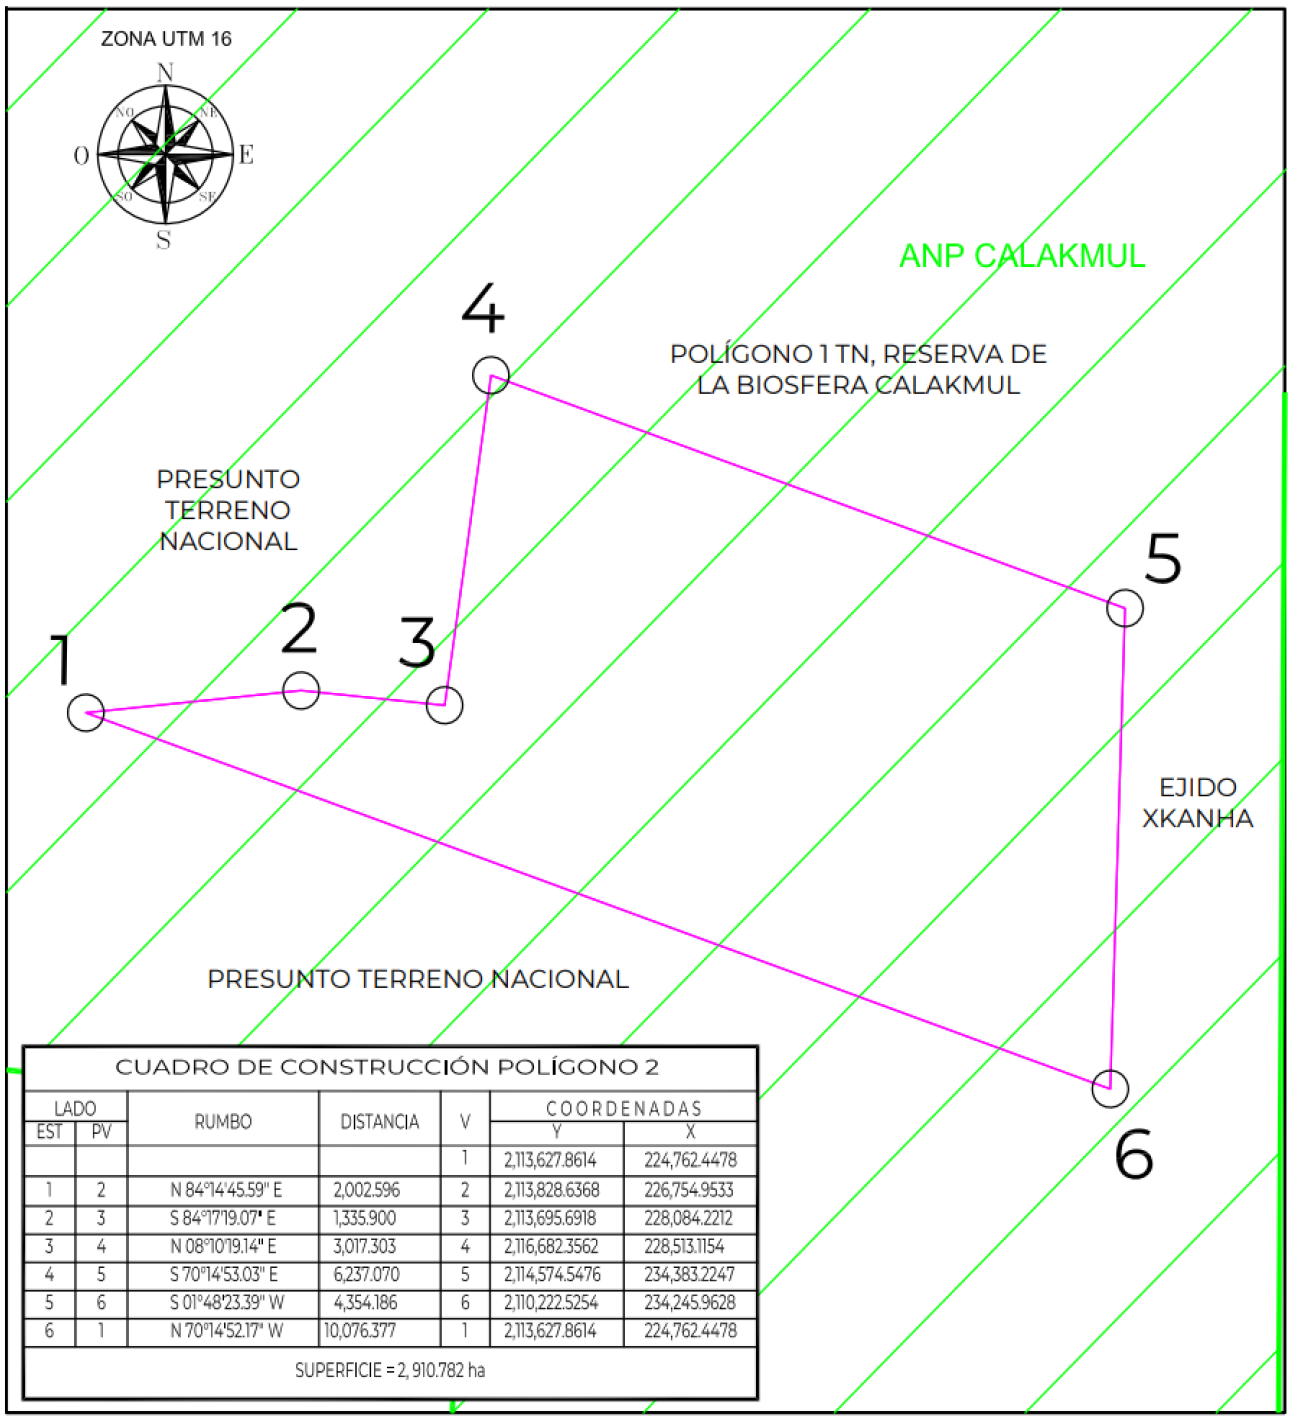 ZONA UTM 16
N
NO NE
O E
SO SE
S
ANP CALAKMUL
4
POLÍGONO 1 TN, RESERVA DE
LA BIOSFERA CALAKMUL
PRESUNTO
TERRENO
NACIONAL
5
2
3
1
EJIDO
XKANHA
PRESUNTO TERRENO NACIONAL
6
CUADRO DE CONSTRUCCIÓN POLÍGONO 2
LADO RUMBO DISTANCIA V COORDENADAS
EST PV Y X
1 2,113,627.8614 224,762.4478
1 2 N 84°14'45.59" E 2,002.596 2 2,113,828.6368 226,754.9533
2 3 S 84°17'19.07" E 1,335.900 3 2,113,695.6918 228,084.2212
3 4 N 08°10'19.14" E 3,017.303 4 2,116,682.3562 228,513.1154
4 5 S 70°14'53.03" E 6,237.070 5 2,114,574.5476 234,383.2247
5 6 S 01°48'23.39" W 4,354.186 6 2,110,222.5254 234,245.9628
6 1 N 70°14'52.17" W 10,076.377 1 2,113,627.8614 224,762.4478
SUPERFICIE = 2, 910.782 ha